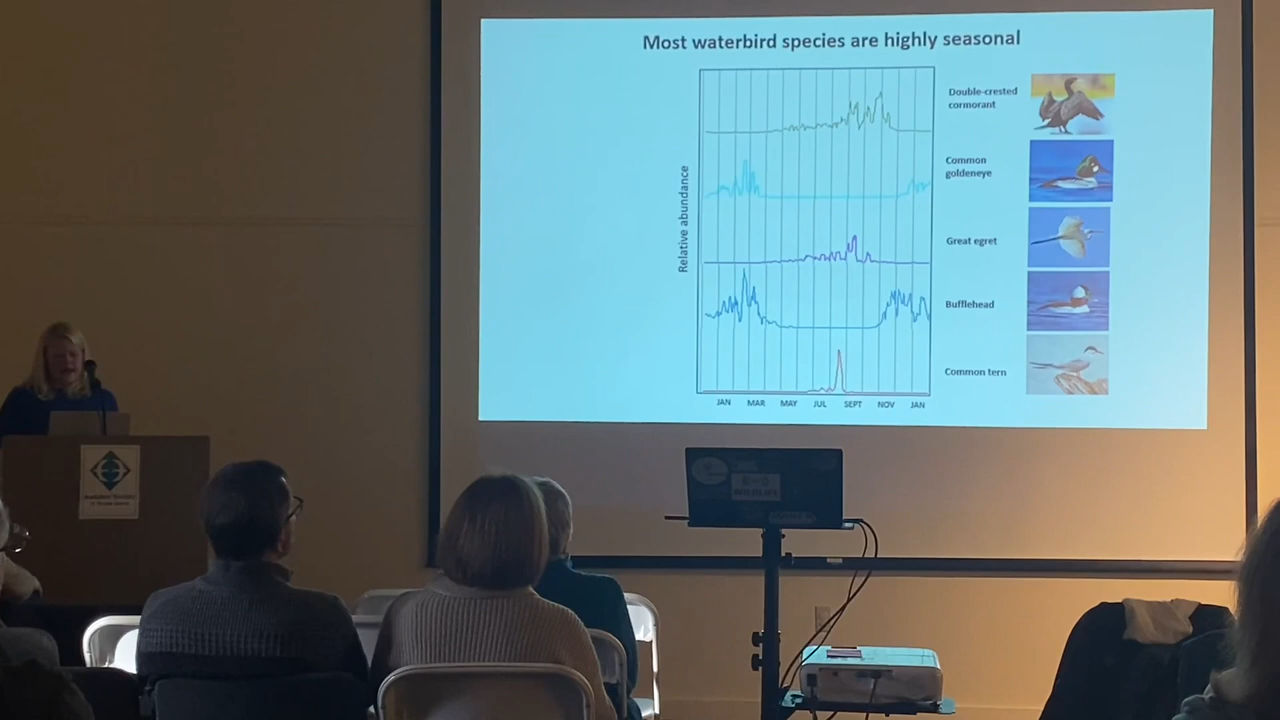 Most waterbird species are highly seasonal
Double-crested
cormorant
Common
goldeneye
Great egret
Bufflehead
Common tern
Relative abundance
JAN MAR MAY JUL SEPT NOV JAN
WILDLIFE